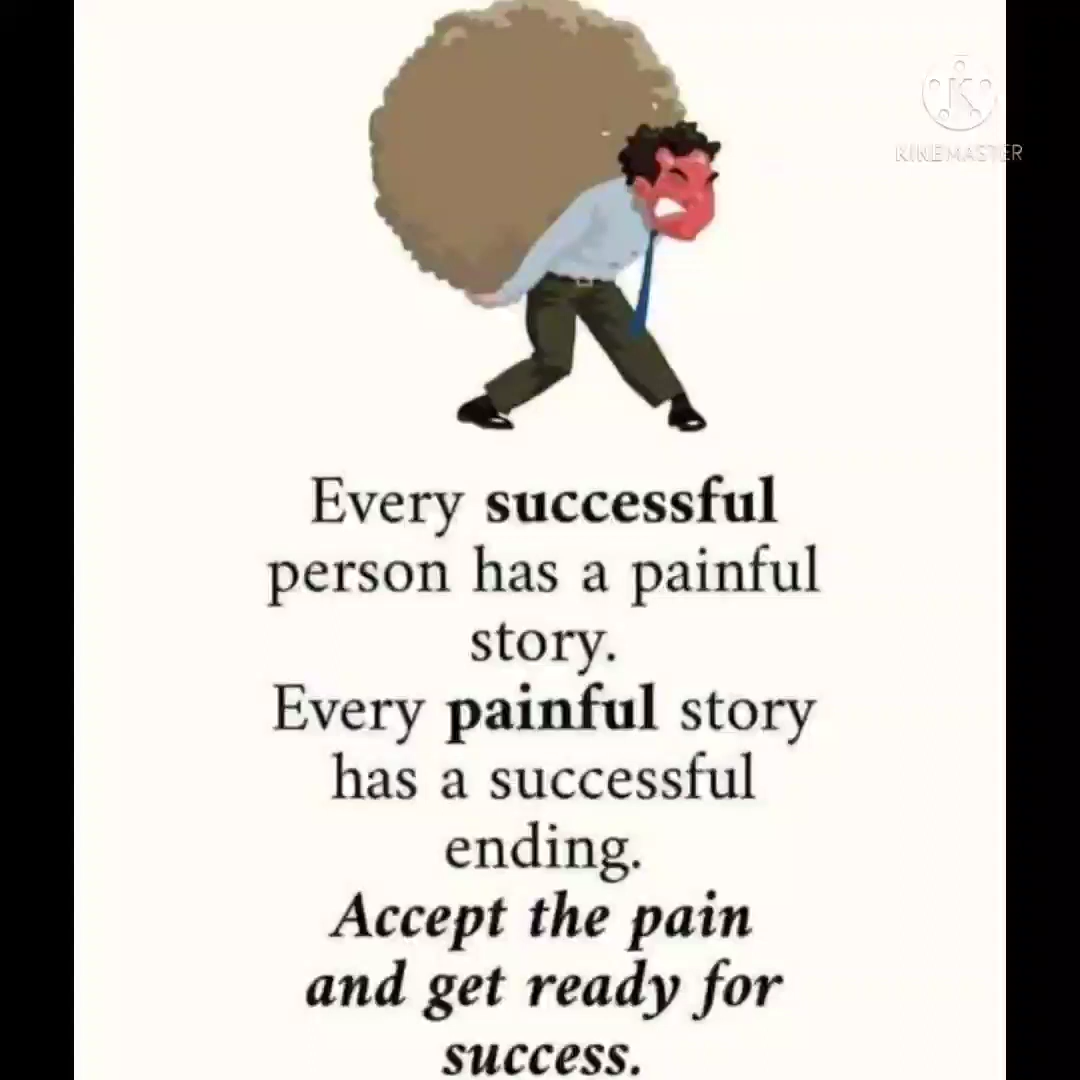 K
KINEMASTER
Every successful
person has a painful
story.
Every painful story
has a successful
ending.
Accept the pain
and get ready for
success.